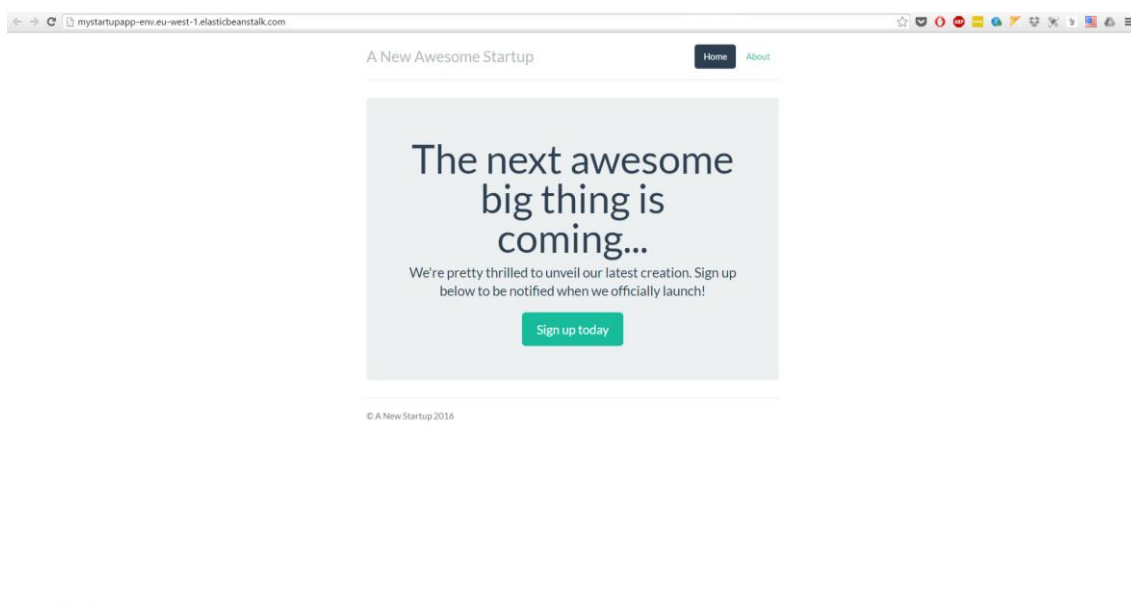 mystartupapp-env.eu-west-1.elasticbeanstalk.com
A New Awesome Startup
Home
About
The next awesome
big thing is
coming...
We're pretty thrilled to unveil our latest creation. Sign up
below to be notified when we officially launch!
Sign up today
© A New Startup 2016